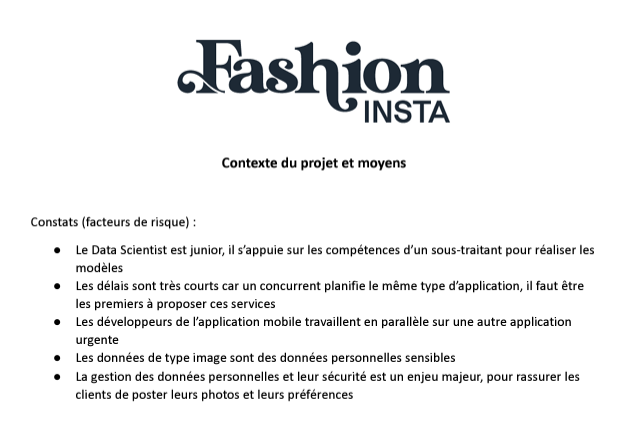 Fashion
INSTA
Contexte du projet et moyens
Constats (facteurs de risque) :
● Le Data Scientist est junior, il s’appuie sur les compétences d’un sous-traitant pour réaliser les
modèles
● Les délais sont très courts car un concurrent planifie le même type d’application, il faut être
les premiers à proposer ces services
● Les développeurs de l’application mobile travaillent en parallèle sur une autre application
urgente
● Les données de type image sont des données personnelles sensibles
● La gestion des données personnelles et leur sécurité est un enjeu majeur, pour rassurer les
clients de poster leurs photos et leurs préférences